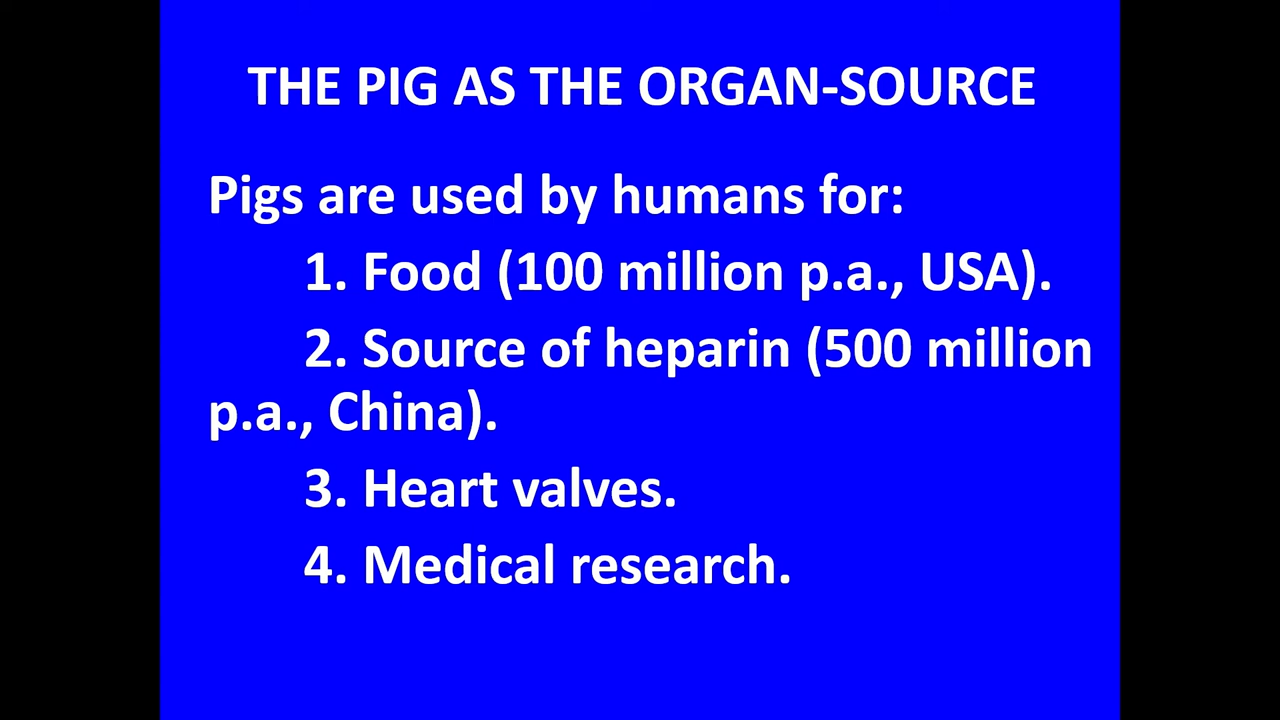 THE PIG AS THE ORGAN-SOURCE
Pigs are used by humans for:
1. Food (100 million p.a., USA).
2. Source of heparin (500 million
p.a., China).
3. Heart valves.
4. Medical research.